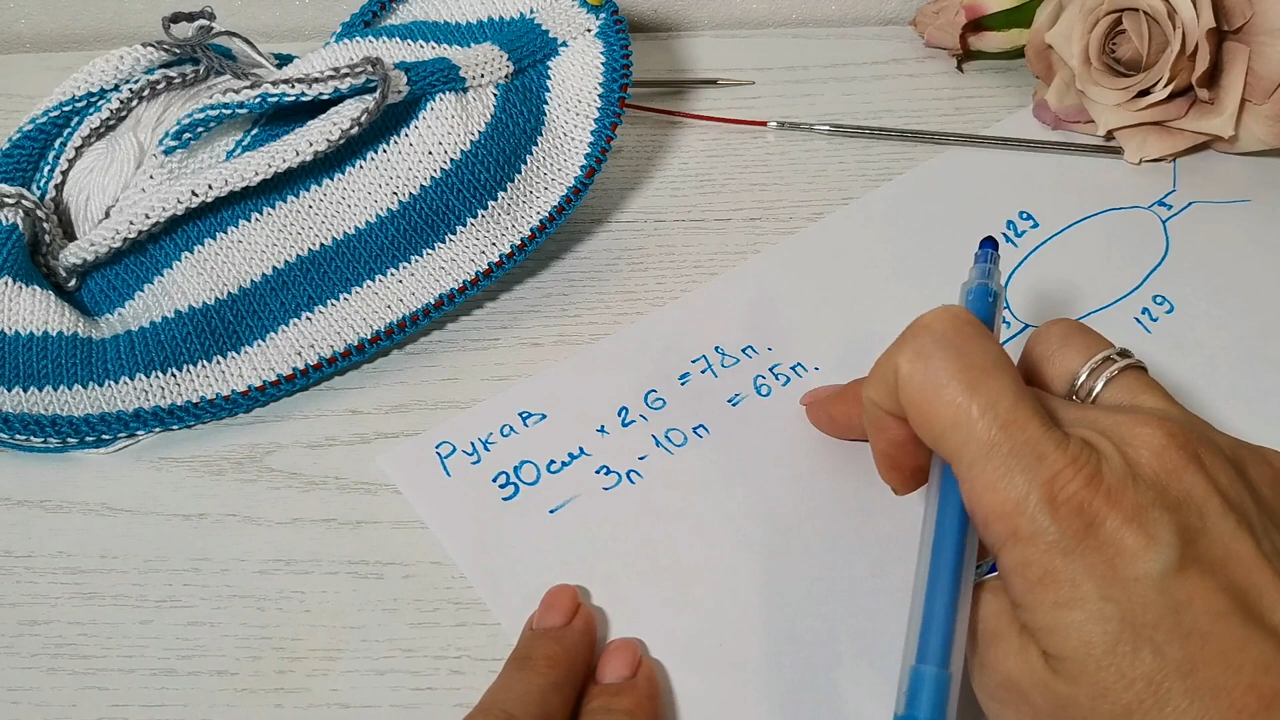 Рукав
30см × 2,6 = 78п.
- 3п - 10п = 65п.
129
129